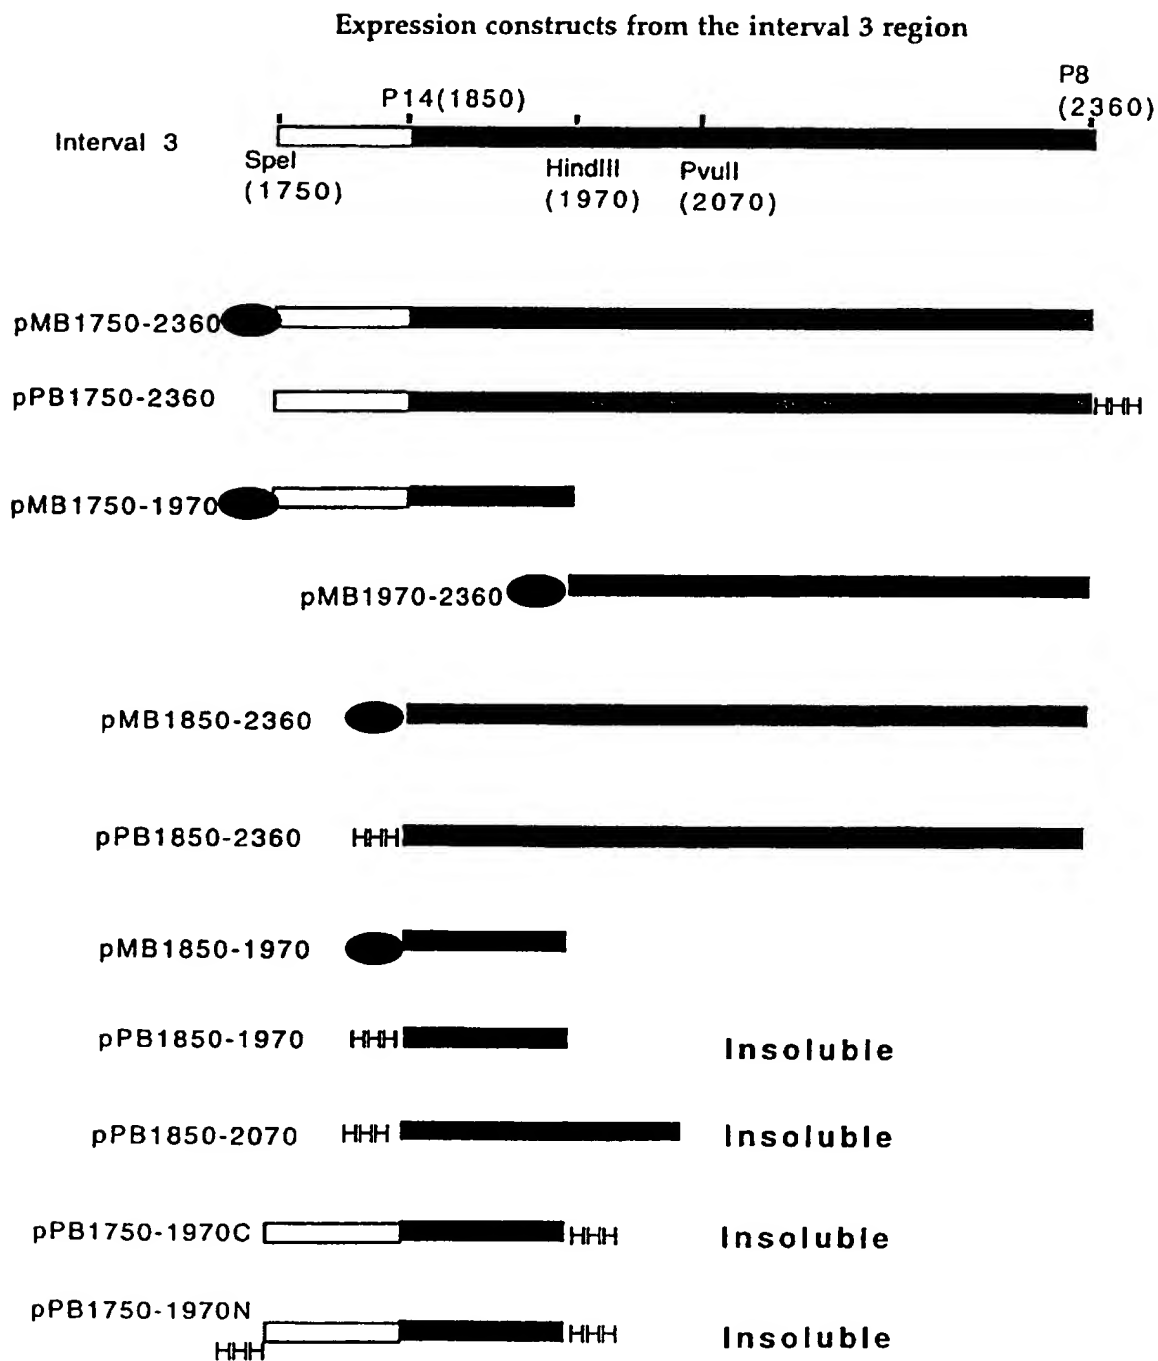 Expression constructs from the interval 3 region
P8
P14(1850)
(2360)
Interval 3
SpeI
(1750)
HindIII
(1970)
PvuII
(2070)
pMB1750-2360
pPB1750-2360
HHH
pMB1750-1970
pMB1970-2360
pMB1850-2360
pPB1850-2360 HHH
pMB1850-1970
pPB1850-1970 HHH Insoluble
pPB1850-2070 HHH Insoluble
pPB1750-1970C HHH Insoluble
pPB1750-1970N
HHH Insoluble
HHH